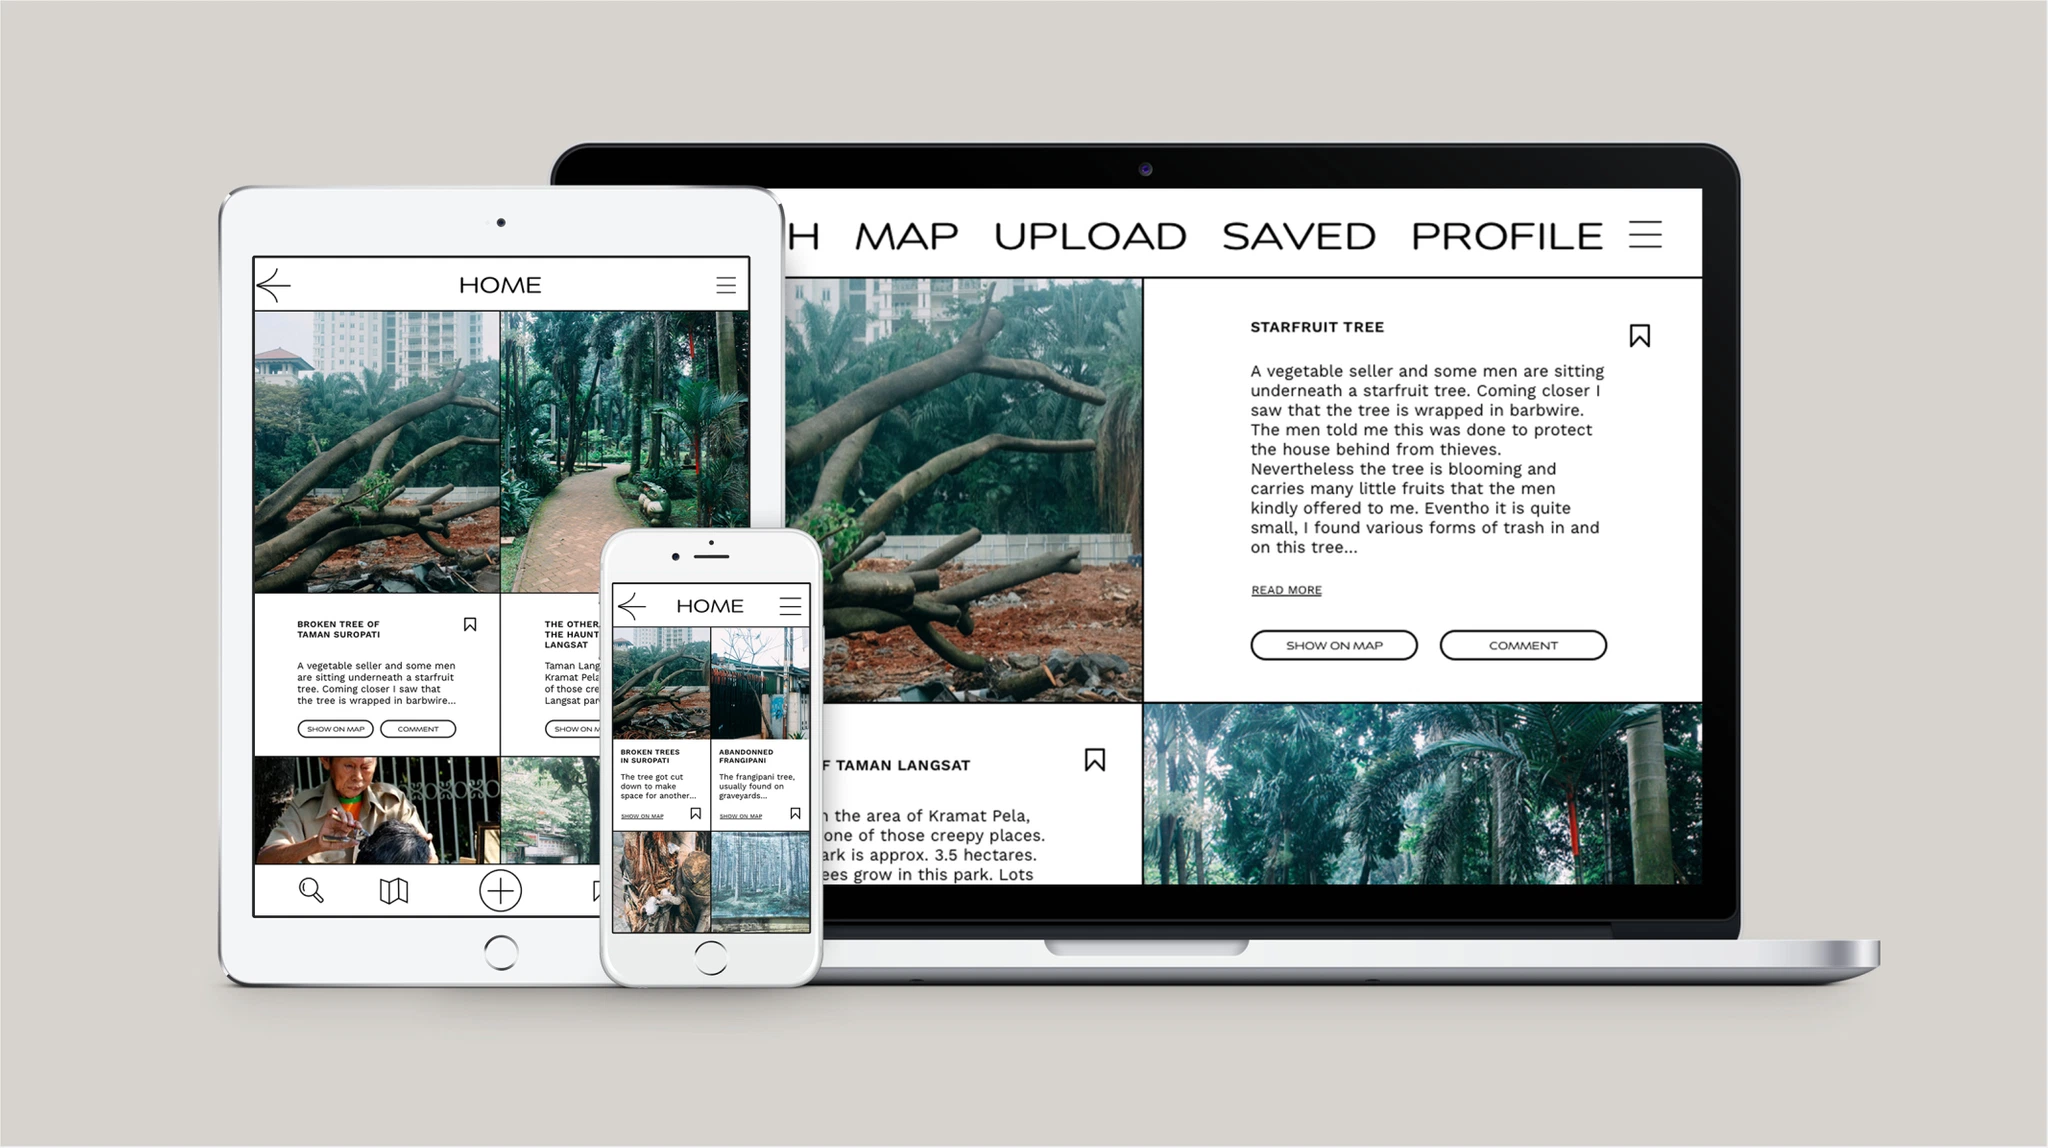 HOME
BROKEN TREE OF
TAMAN SUROPATI
A vegetable seller and some men
are sitting underneath a starfruit
tree. Coming closer I saw that
the tree is wrapped in barbwire...
SHOW ON MAP
COMMENT
THE OTHER
THE HAUNT
LANGSAT
Taman Lang
Kramat Pela
of those cre
Langsat par
SHOW ON M
HOME
BROKEN TREES
IN SUROPATI
The tree got cut
down to make
space for another...
SHOW ON MAP
ABANDONNED
FRANGIPANI
The frangipani tree,
usually found on
graveyards...
SHOW ON MAP
H MAP UPLOAD SAVED PROFILE
STARFRUIT TREE
A vegetable seller and some men are sitting
underneath a starfruit tree. Coming closer I
saw that the tree is wrapped in barbwire.
The men told me this was done to protect
the house behind from thieves.
Nevertheless the tree is blooming and
carries many little fruits that the men
kindly offered to me. Eventho it is quite
small, I found various forms of trash in and
on this tree...
READ MORE
SHOW ON MAP
COMMENT
F TAMAN LANGSAT
n the area of Kramat Pela,
one of those creepy places.
ark is approx. 3.5 hectares.
ees grow in this park. Lots